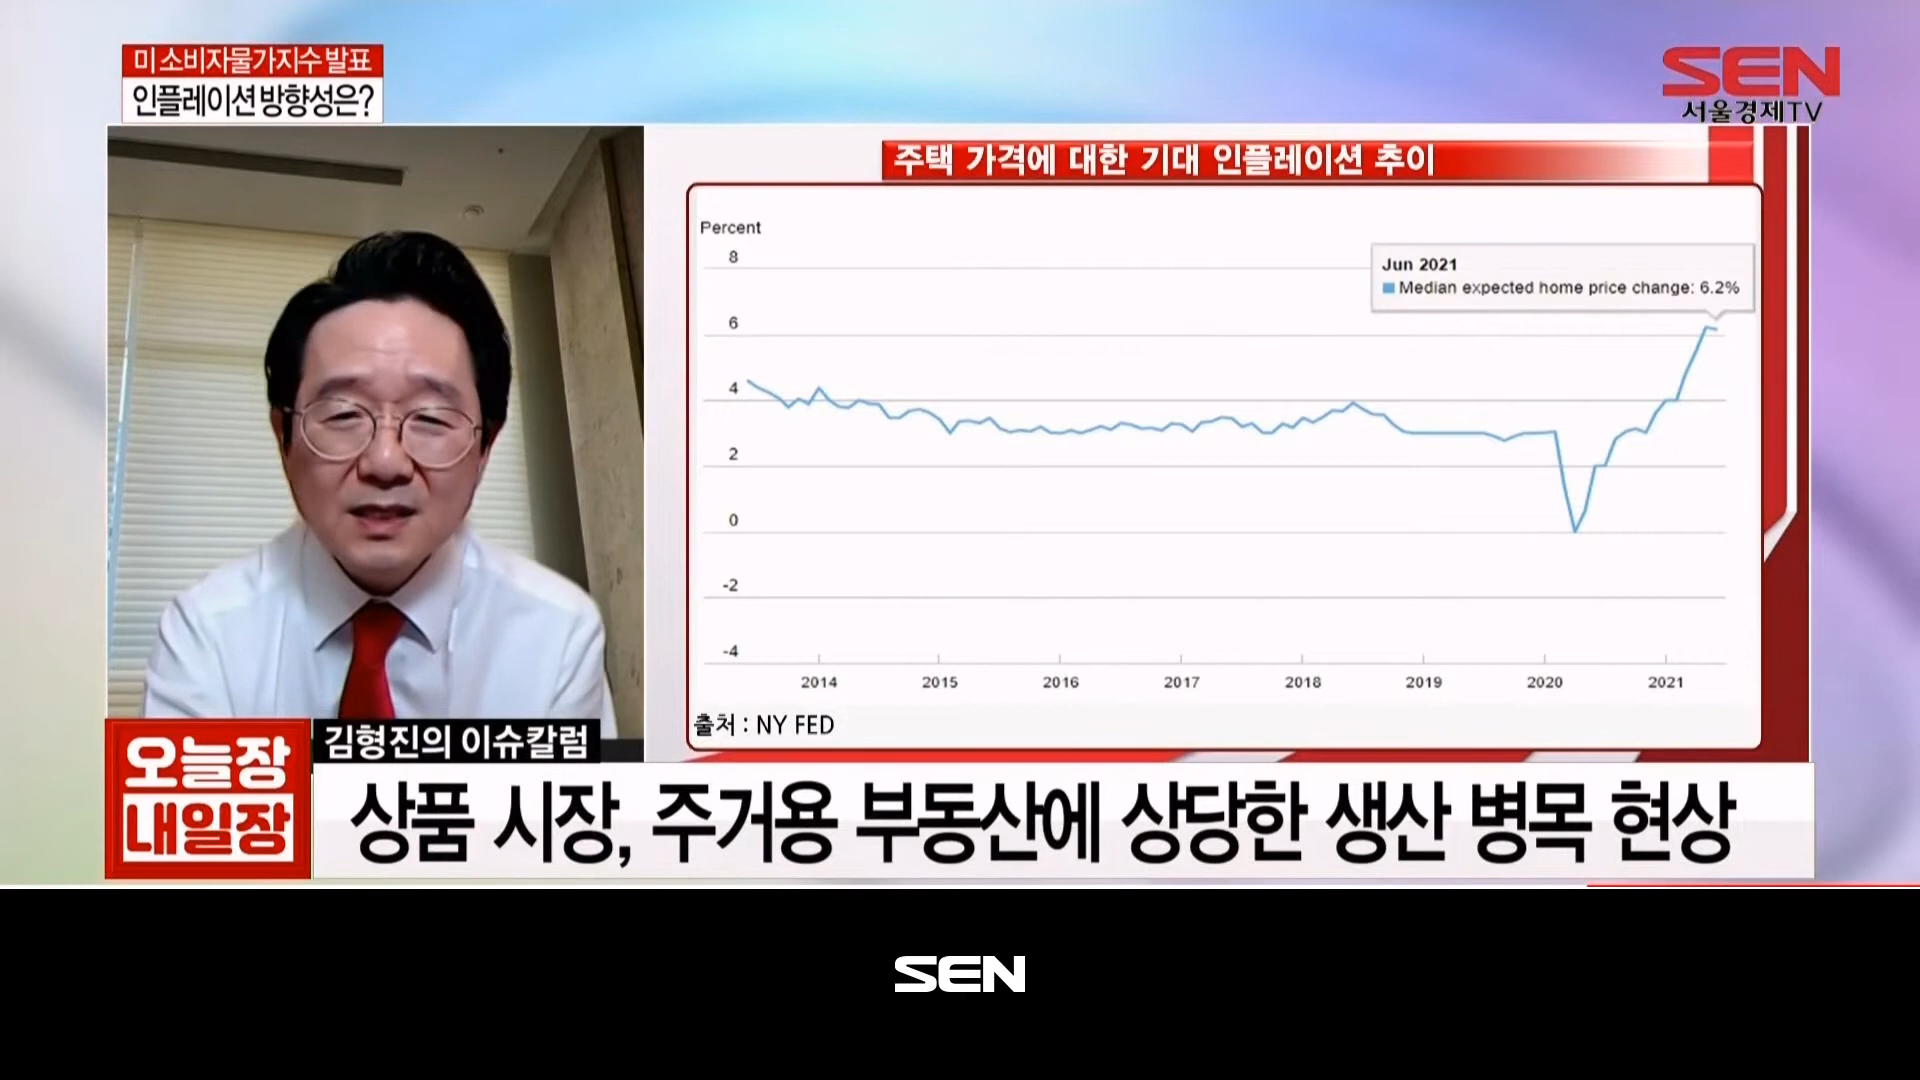 미 소비자물가지수 발표
인플레이션 방향성은?
SEN
서울경제TV
주택 가격에 대한 기대 인플레이션 추이
Percent
8
6
4
2
0
-2
-4
Jun 2021
Median expected home price change: 6.2%
2014 2015 2016 2017 2018 2019 2020 2021
출처 : NY FED
오늘장
내일장
김형진의 이슈칼럼
상품 시장, 주거용 부동산에 상당한 생산 병목 현상
SEN